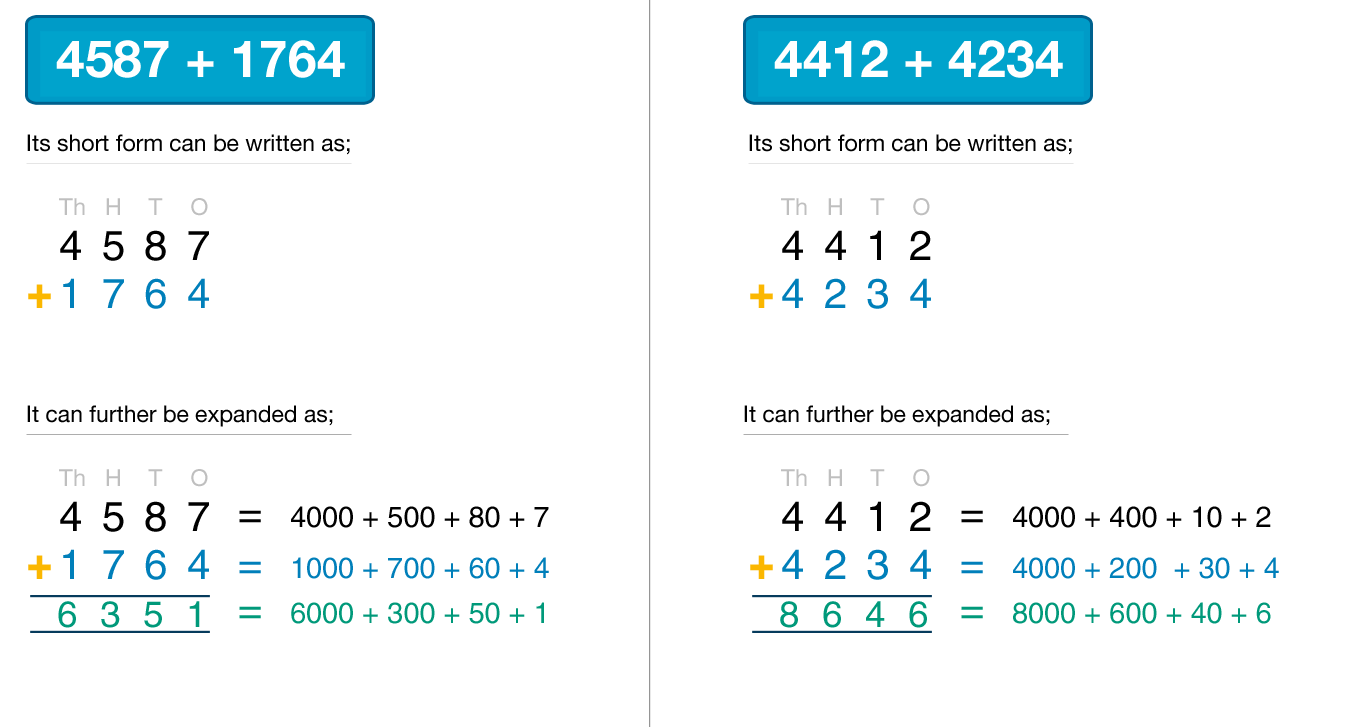 4587 + 1764
Its short form can be written as;
Th H T O
4 5 8 7
+ 1 7 6 4
It can further be expanded as;
Th H T O
4 5 8 7 = 4000 + 500 + 80 + 7
+ 1 7 6 4 = 1000 + 700 + 60 + 4
6 3 5 1 = 6000 + 300 + 50 + 1
4412 + 4234
Its short form can be written as;
Th H T O
4 4 1 2
+ 4 2 3 4
It can further be expanded as;
Th H T O
4 4 1 2 = 4000 + 400 + 10 + 2
+ 4 2 3 4 = 4000 + 200 + 30 + 4
8 6 4 6 = 8000 + 600 + 40 + 6